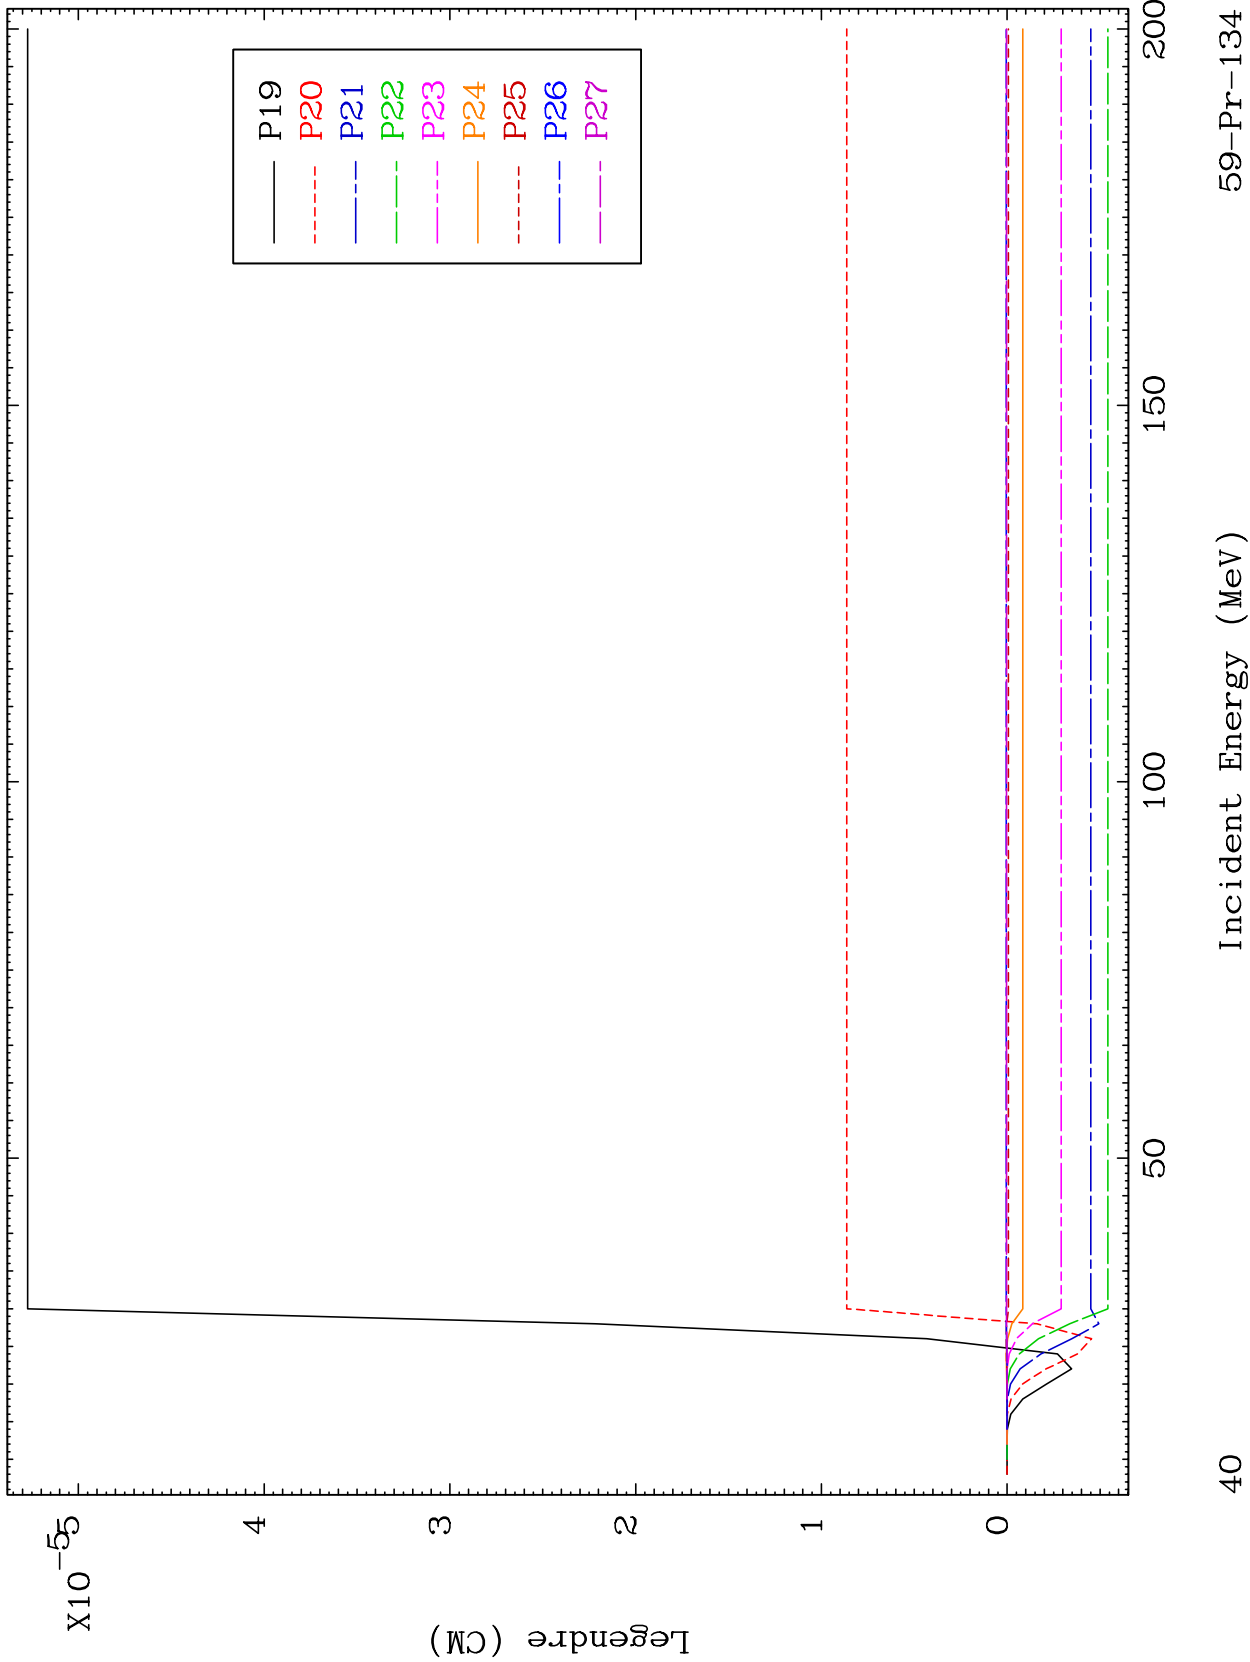 X10⁻⁵
5
4
3
2
1
0
Legendre (CM)
P19
P20
P21
P22
P23
P24
P25
P26
P27
50
100
150
200
Incident Energy (MeV)
40
59-Pr-134